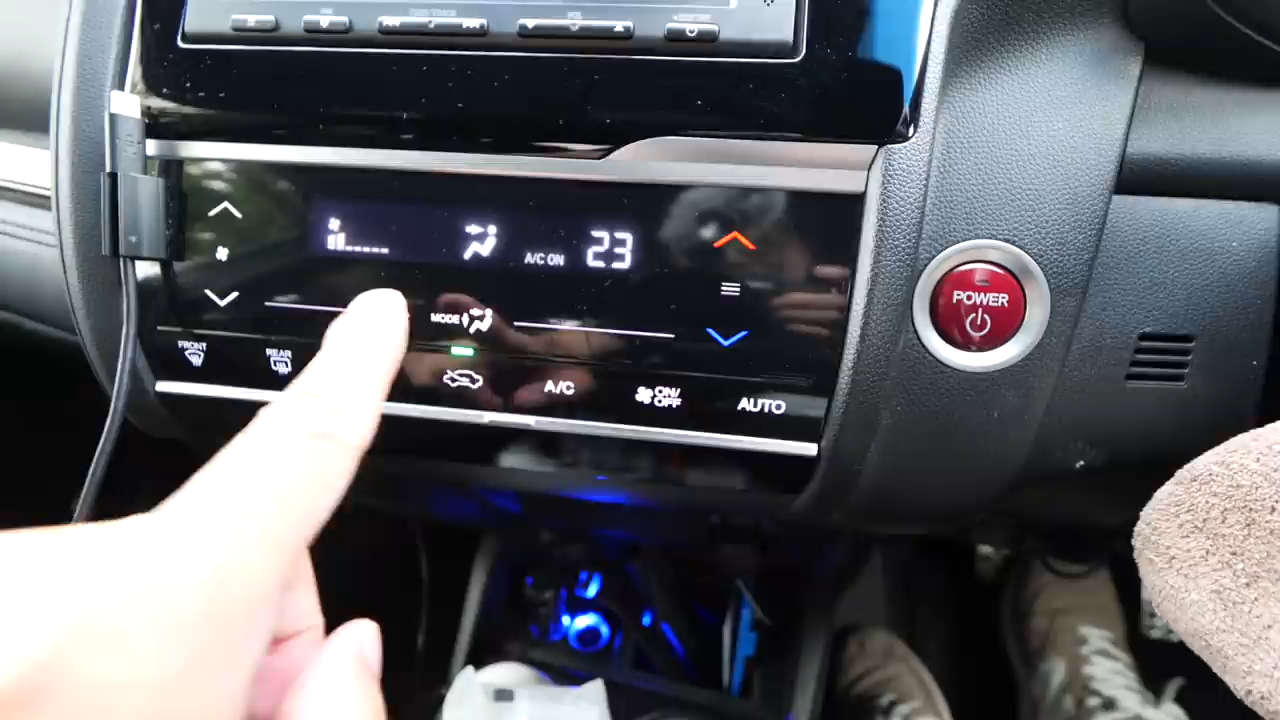 A/C ON
23
MODE
POWER
FRONT
REAR
A/C
ON/
OFF
AUTO